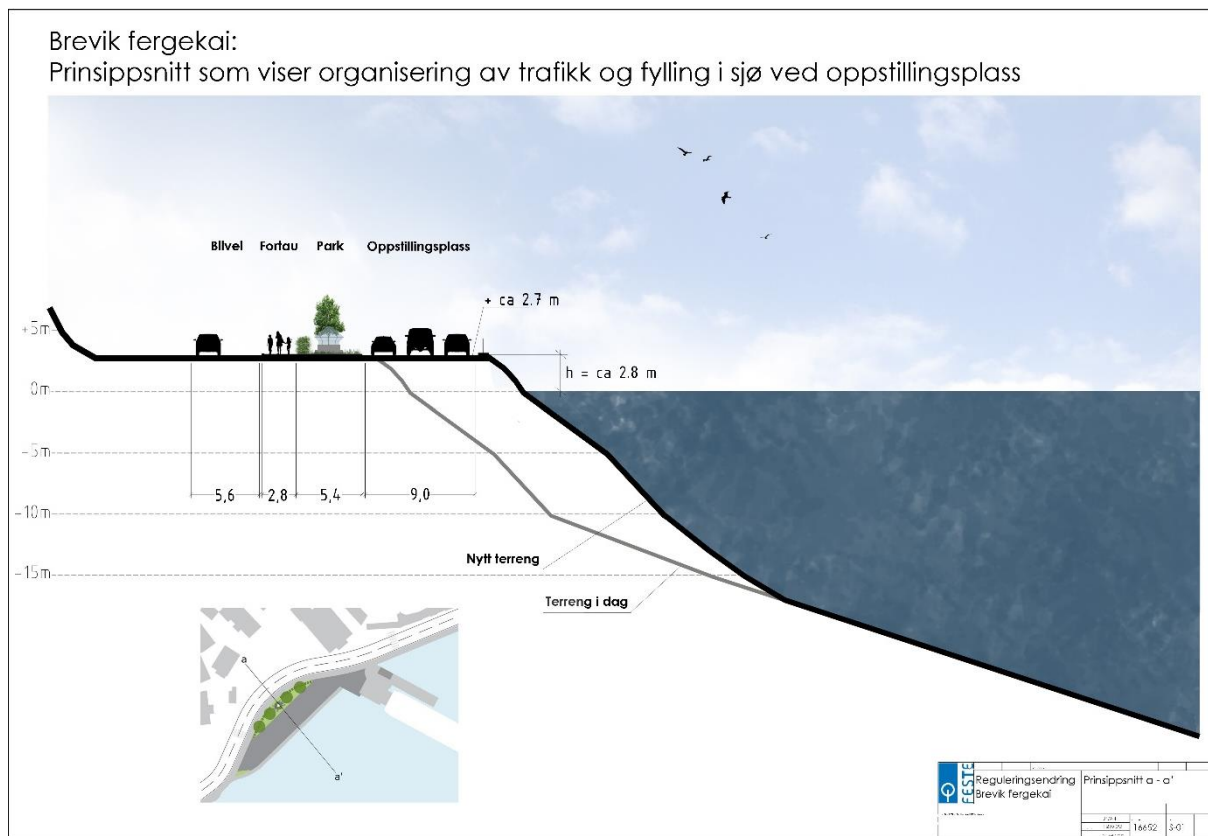 Brevik fergekai:
Prinsippsnitt som viser organisering av trafikk og fylling i sjø ved oppstillingsplass
Bilvei Fortau Park Oppstillingsplass
+ ca 2.7 m
+5m
h = ca 2.8 m
0m
-5m
5,6 2,8 5,4 9,0
-10m
Nytt terreng
-15m
Terreng i dag
a
a'
FESTE
Reguleringsendring
Brevik fergekai
Prinsippsnitt a - a'
16652 S-01